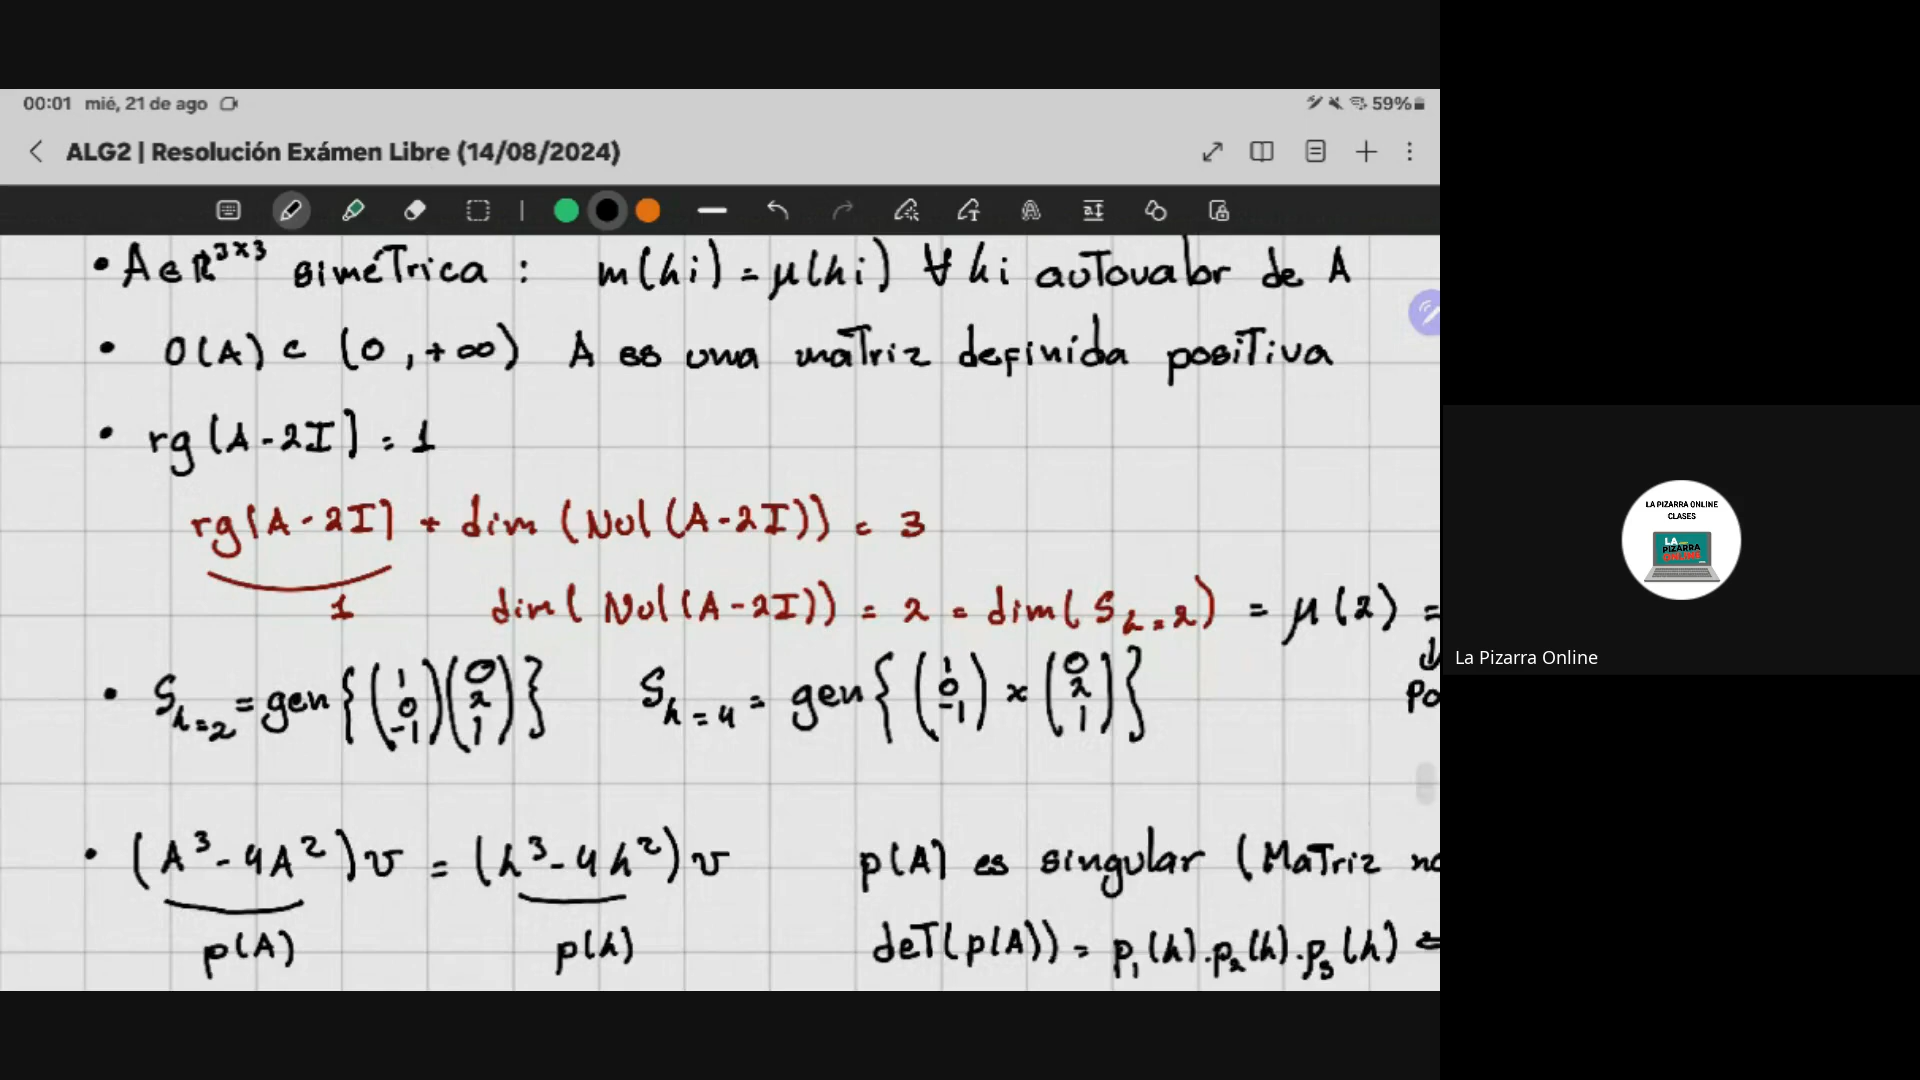 00:01 mié, 21 de ago
59%
ALG2 | Resolución Exámen Libre (14/08/2024)
• A∈ℝ³ˣ³ simétrica : m(λi) = μ(λi) ∀ λi autovalor de A
• σ(A) ⊂ (0, +∞) A es una matriz definida positiva
• rg(A-2I) = 1
rg(A-2I) + dim (Nul (A-2I)) = 3
1 dim( Nul (A-2I)) = 2 = dim( S λ=2) = μ(2) =
• S λ=2 = gen{(1 0 -1)(0 2 1)} S λ=4 = gen{(1 0 -1) × (0 2 1)}
• (A³-4A²)v = (λ³-4λ²)v p(A) es singular (Matriz
p(A) p(λ) deT(p(A)) = p₁(λ).p₂(λ).p₃(λ) =
LA PIZARRA ONLINE
CLASES
LA
PIZARRA
ONLINE
La Pizarra Online